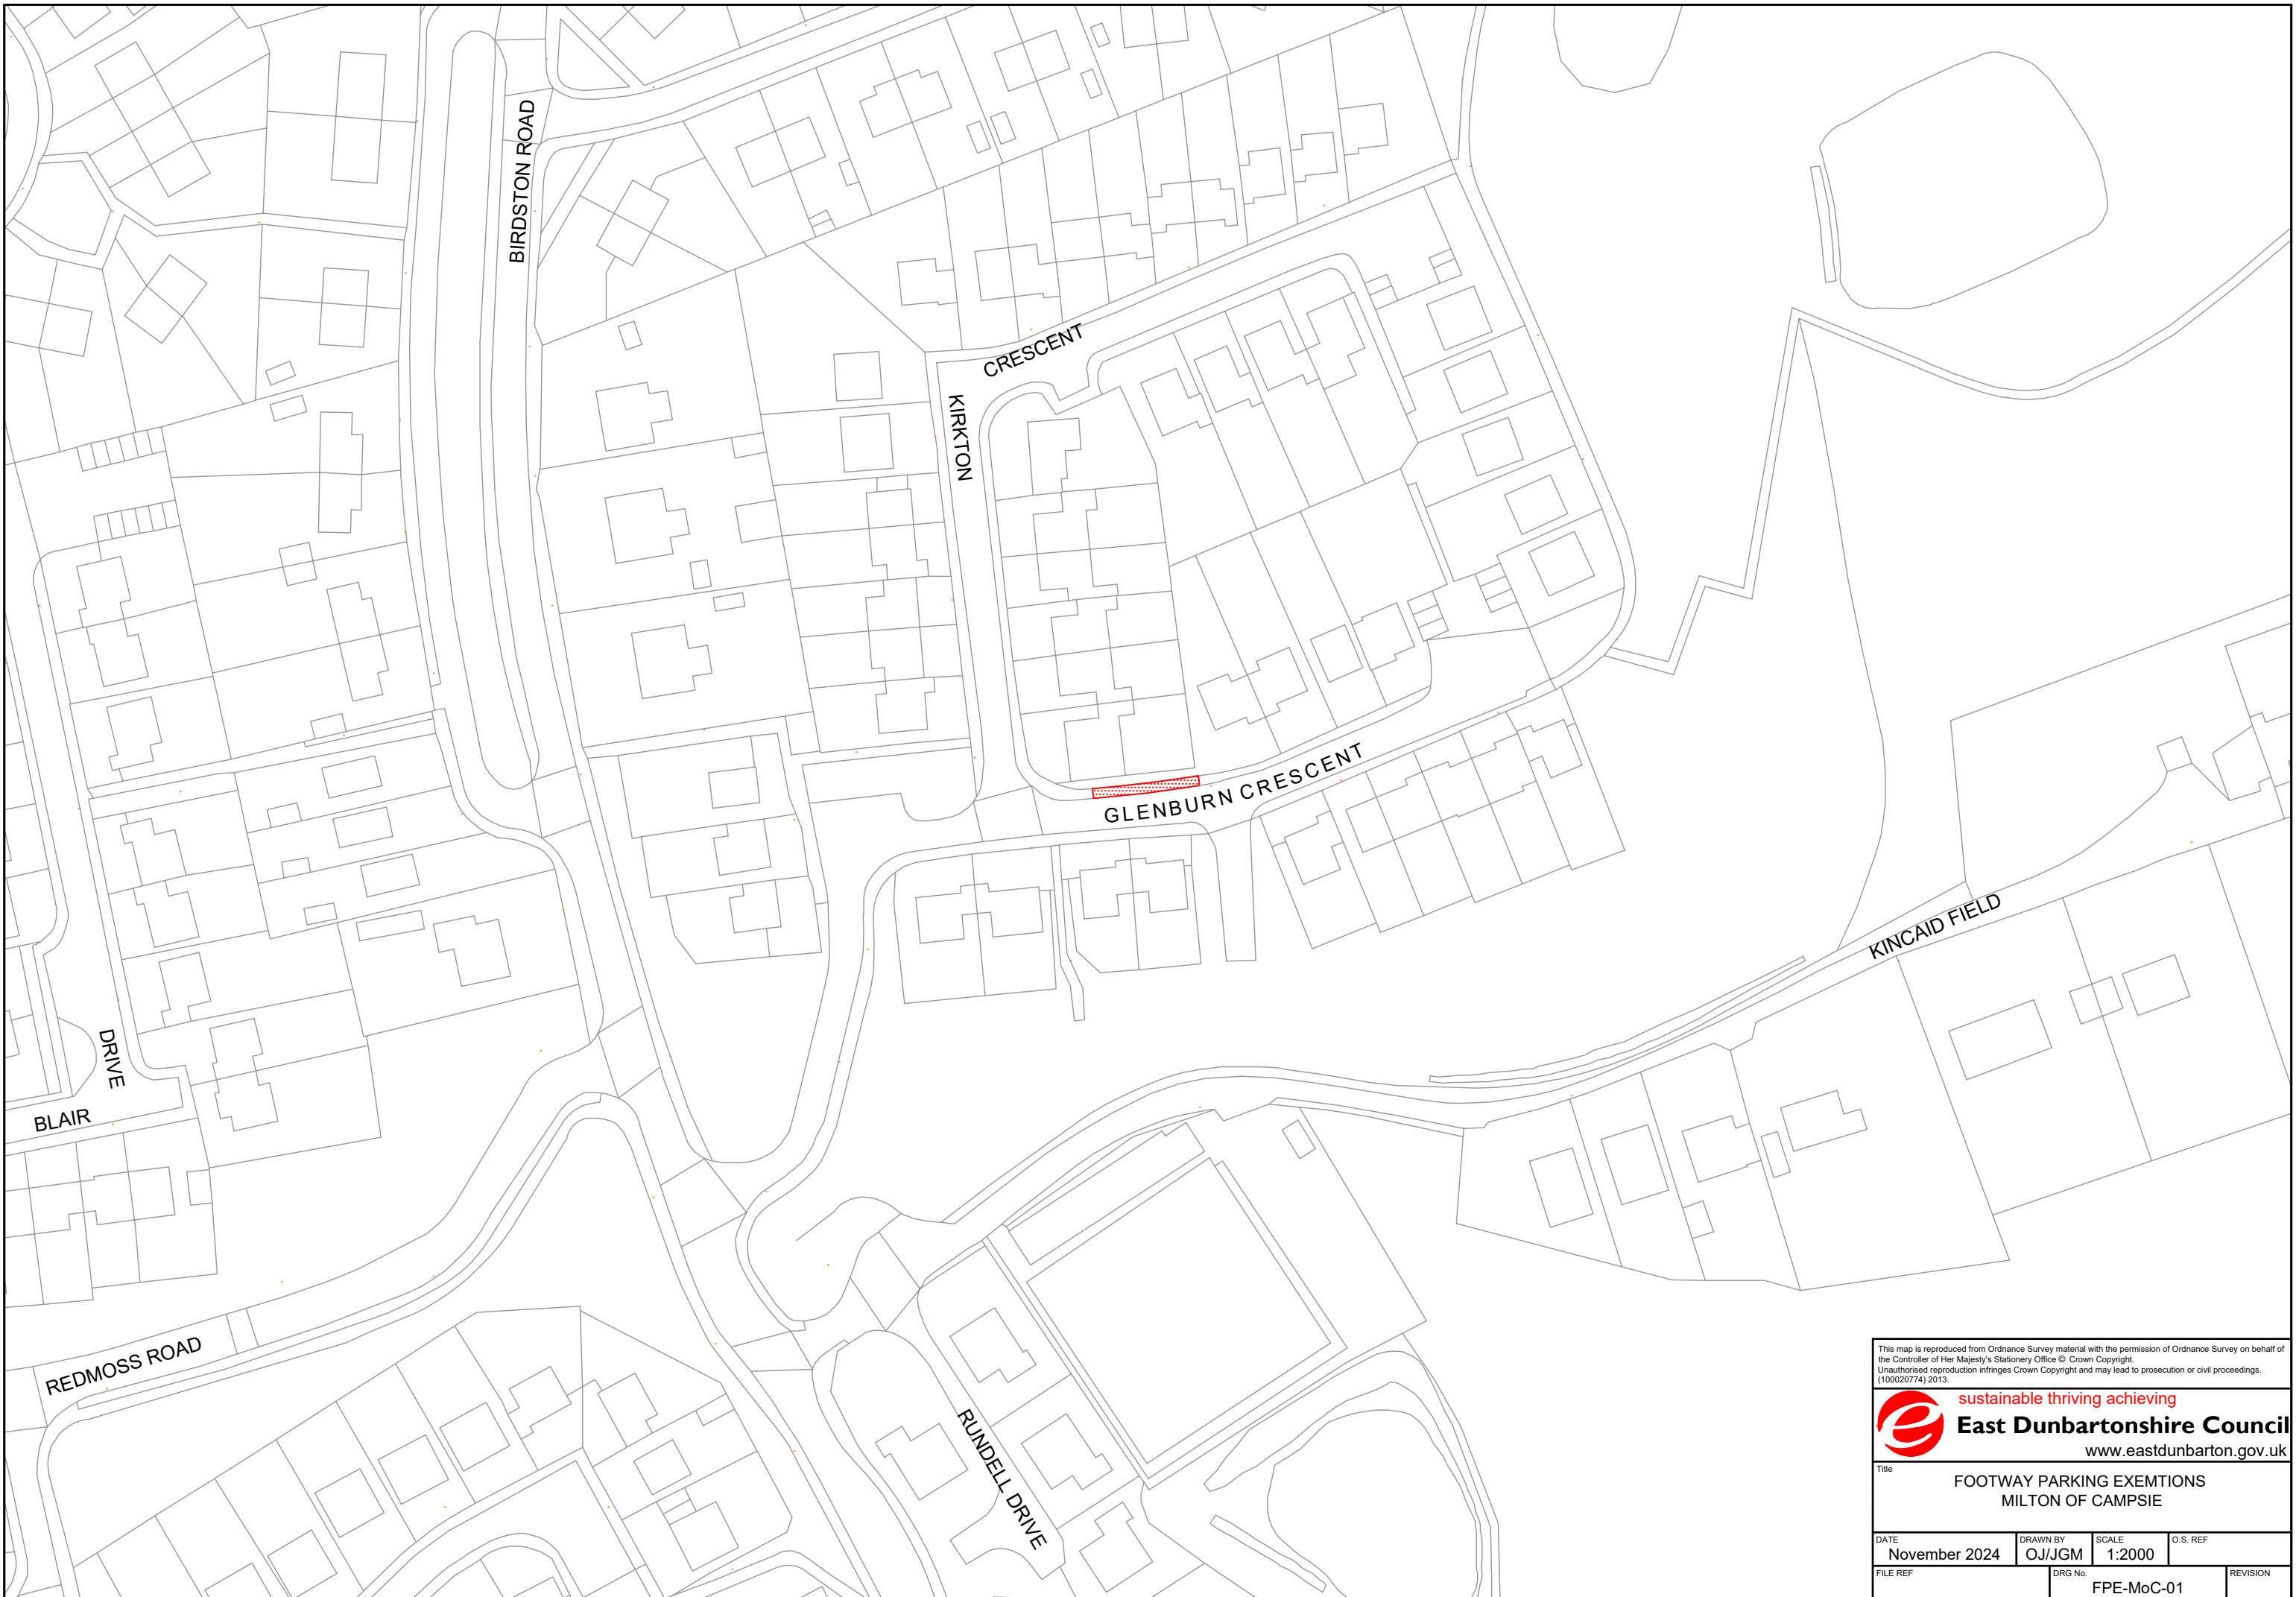 BIRDSTON ROAD
CRESCENT
KIRKTON
GLENBURN CRESCENT
KINCAID FIELD
DRIVE
BLAIR
REDMOSS ROAD
RUNDELL DRIVE
This map is reproduced from Ordnance Survey material with the permission of Ordnance Survey on behalf of
the Controller of Her Majesty's Stationery Office © Crown Copyright.
Unauthorised reproduction infringes Crown Copyright and may lead to prosecution or civil proceedings.
(100020774) 2013.
sustainable thriving achieving
East Dunbartonshire Council
www.eastdunbarton.gov.uk
Title
FOOTWAY PARKING EXEMTIONS
MILTON OF CAMPSIE
DATE DRAWN BY SCALE O.S. REF
November 2024 OJ/JGM 1:2000
FILE REF DRG No. REVISION
FPE-MoC-01